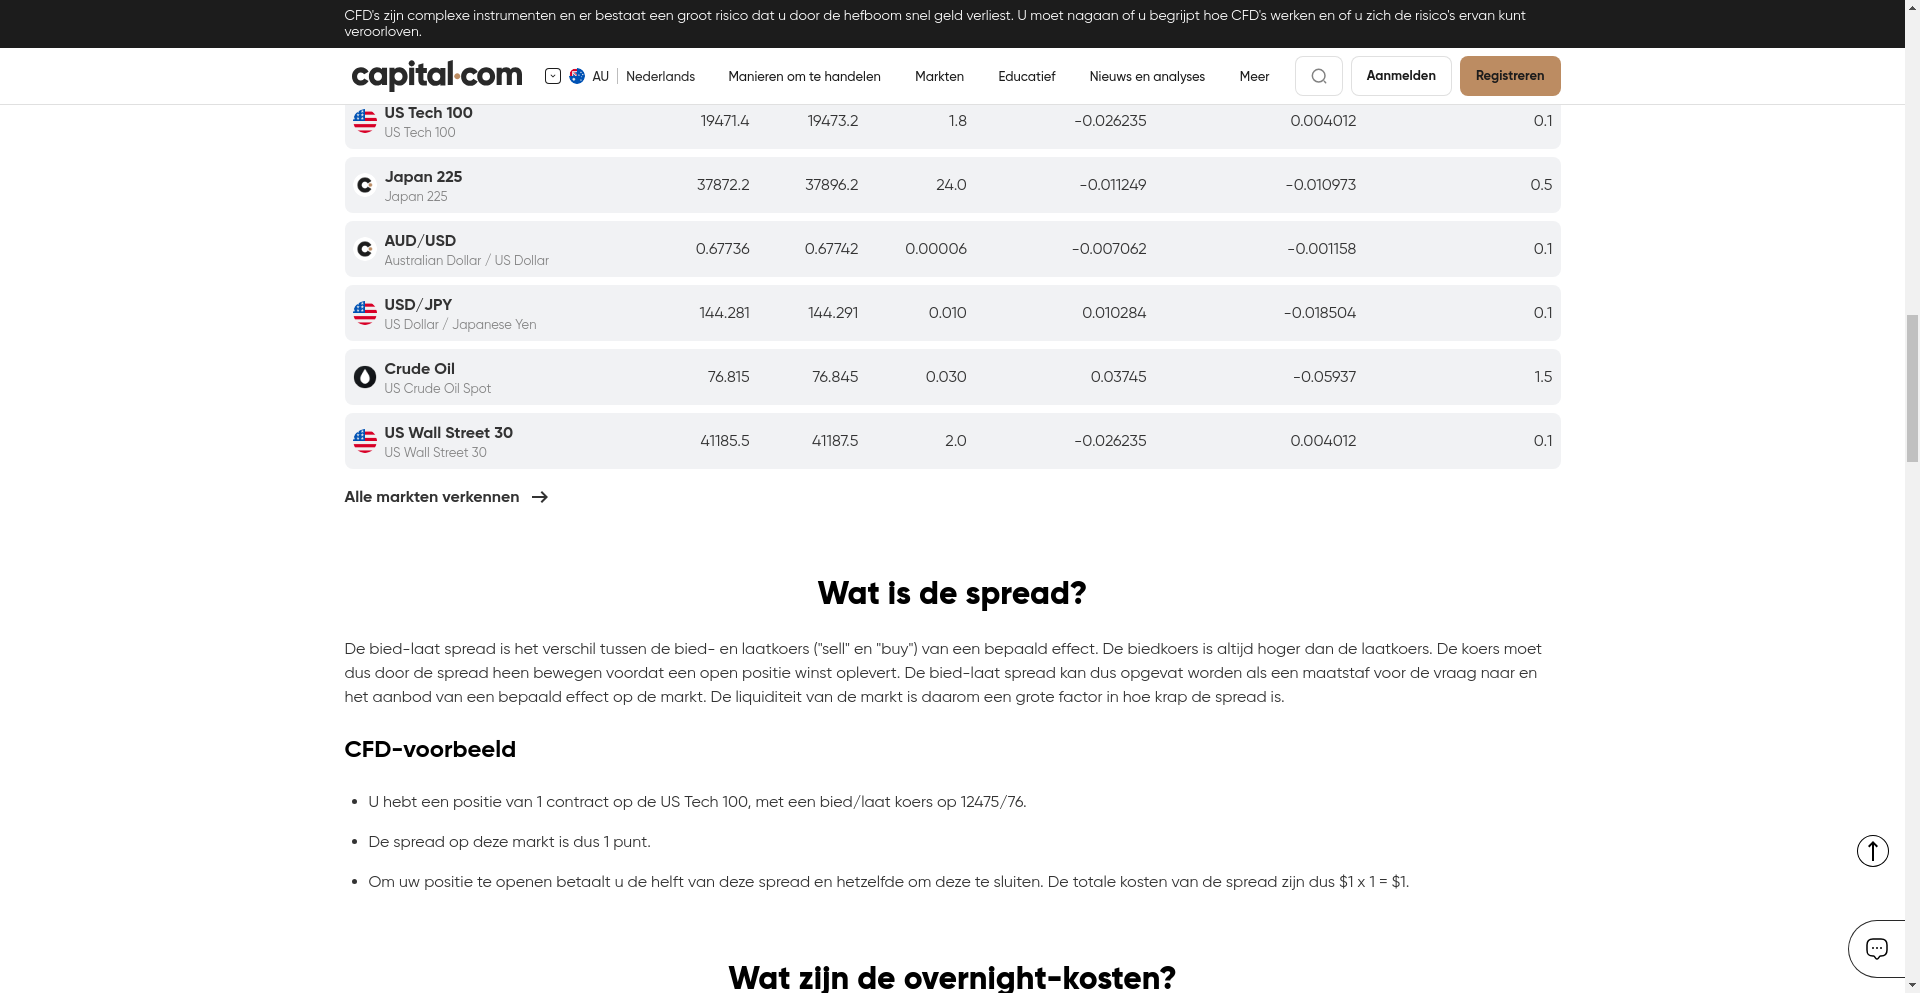 CFD's zijn complexe instrumenten en er bestaat een groot risico dat u door de hefboom snel geld verliest. U moet nagaan of u begrijpt hoe CFD's werken en of u zich de risico's ervan kunt
veroorloven.
capital.com AU Nederlands Manieren om te handelen Markten Educatief Nieuws en analyses Meer Aanmelden Registreren
US Tech 100 19471.4 19473.2 1.8 -0.026235 0.004012 0.1
US Tech 100
Japan 225 37872.2 37896.2 24.0 -0.011249 -0.010973 0.5
Japan 225
AUD/USD 0.67736 0.67742 0.00006 -0.007062 -0.001158 0.1
Australian Dollar / US Dollar
USD/JPY 144.281 144.291 0.010 0.010284 -0.018504 0.1
US Dollar / Japanese Yen
Crude Oil 76.815 76.845 0.030 0.03745 -0.05937 1.5
US Crude Oil Spot
US Wall Street 30 41185.5 41187.5 2.0 -0.026235 0.004012 0.1
US Wall Street 30
Alle markten verkennen
Wat is de spread?
De bied-laat spread is het verschil tussen de bied- en laatkoers ("sell" en "buy") van een bepaald effect. De biedkoers is altijd hoger dan de laatkoers. De koers moet
dus door de spread heen bewegen voordat een open positie winst oplevert. De bied-laat spread kan dus opgevat worden als een maatstaf voor de vraag naar en
het aanbod van een bepaald effect op de markt. De liquiditeit van de markt is daarom een grote factor in hoe krap de spread is.
CFD-voorbeeld
• U hebt een positie van 1 contract op de US Tech 100, met een bied/laat koers op 12475/76.
• De spread op deze markt is dus 1 punt.
• Om uw positie te openen betaalt u de helft van deze spread en hetzelfde om deze te sluiten. De totale kosten van de spread zijn dus $1 x 1 = $1.
Wat zijn de overnight-kosten?